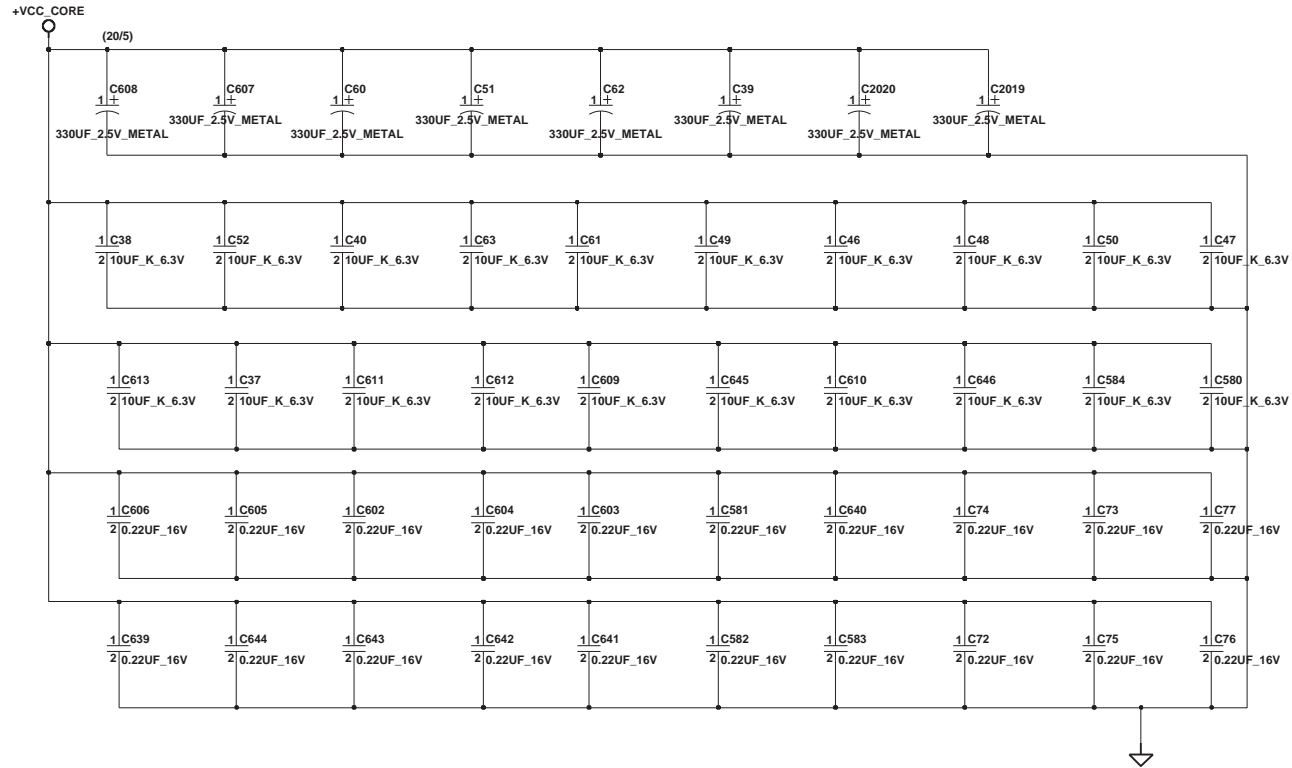 +VCC_CORE
(20/5)
C608 C607 C60 C51 C62 C39 C2020 C2019
1 + 1 + 1 + 1 + 1 + 1 + 1 + 1 +
330UF_2.5V_METAL 330UF_2.5V_METAL 330UF_2.5V_METAL 330UF_2.5V_METAL 330UF_2.5V_METAL 330UF_2.5V_METAL 330UF_2.5V_METAL 330UF_2.5V_METAL
1 C38 1 C52 1 C40 1 C63 1 C61 1 C49 1 C46 1 C48 1 C50 1 C47
2 10UF_K_6.3V 2 10UF_K_6.3V 2 10UF_K_6.3V 2 10UF_K_6.3V 2 10UF_K_6.3V 2 10UF_K_6.3V 2 10UF_K_6.3V 2 10UF_K_6.3V 2 10UF_K_6.3V 2 10UF_K_6.3V
1 C613 1 C37 1 C611 1 C612 1 C609 1 C645 1 C610 1 C646 1 C584 1 C580
2 10UF_K_6.3V 2 10UF_K_6.3V 2 10UF_K_6.3V 2 10UF_K_6.3V 2 10UF_K_6.3V 2 10UF_K_6.3V 2 10UF_K_6.3V 2 10UF_K_6.3V 2 10UF_K_6.3V 2 10UF_K_6.3V
1 C606 1 C605 1 C602 1 C604 1 C603 1 C581 1 C640 1 C74 1 C73 1 C77
2 0.22UF_16V 2 0.22UF_16V 2 0.22UF_16V 2 0.22UF_16V 2 0.22UF_16V 2 0.22UF_16V 2 0.22UF_16V 2 0.22UF_16V 2 0.22UF_16V 2 0.22UF_16V
1 C639 1 C644 1 C643 1 C642 1 C641 1 C582 1 C583 1 C72 1 C75 1 C76
2 0.22UF_16V 2 0.22UF_16V 2 0.22UF_16V 2 0.22UF_16V 2 0.22UF_16V 2 0.22UF_16V 2 0.22UF_16V 2 0.22UF_16V 2 0.22UF_16V 2 0.22UF_16V